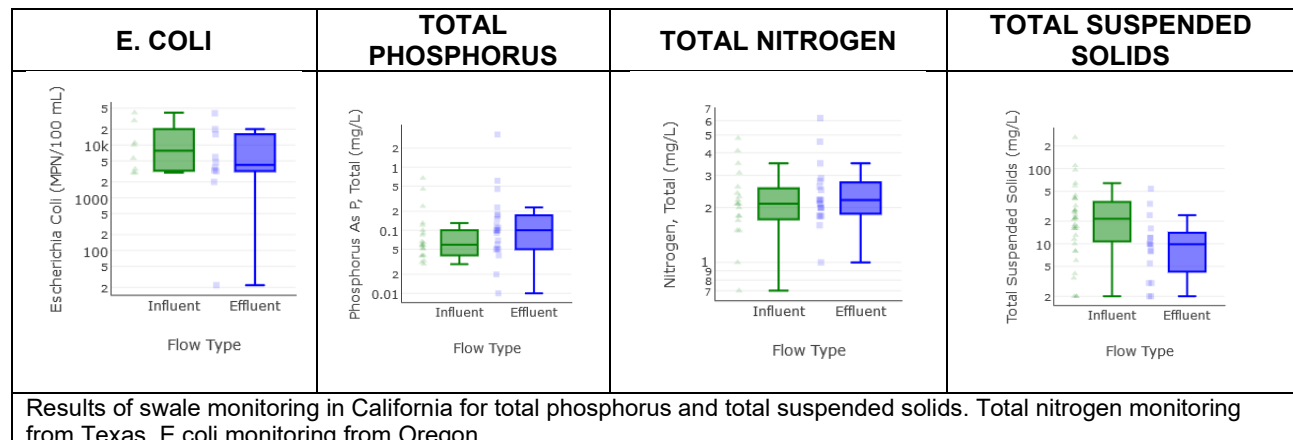 E. COLI
TOTAL
PHOSPHORUS
TOTAL NITROGEN
TOTAL SUSPENDED
SOLIDS
Escherichia Coli (MPN/100 mL)
5
2
10k
5
2
1000
5
2
100
5
2
Influent
Effluent
Flow Type
Phosphorus As P, Total (mg/L)
2
1
5
2
0.1
5
2
0.01
Influent
Effluent
Flow Type
Nitrogen, Total (mg/L)
7
6
5
4
3
2
1
9
8
7
Influent
Effluent
Flow Type
Total Suspended Solids (mg/L)
2
100
5
2
10
5
2
Influent
Effluent
Flow Type
Results of swale monitoring in California for total phosphorus and total suspended solids. Total nitrogen monitoring
from Texas. E coli monitoring from Oregon